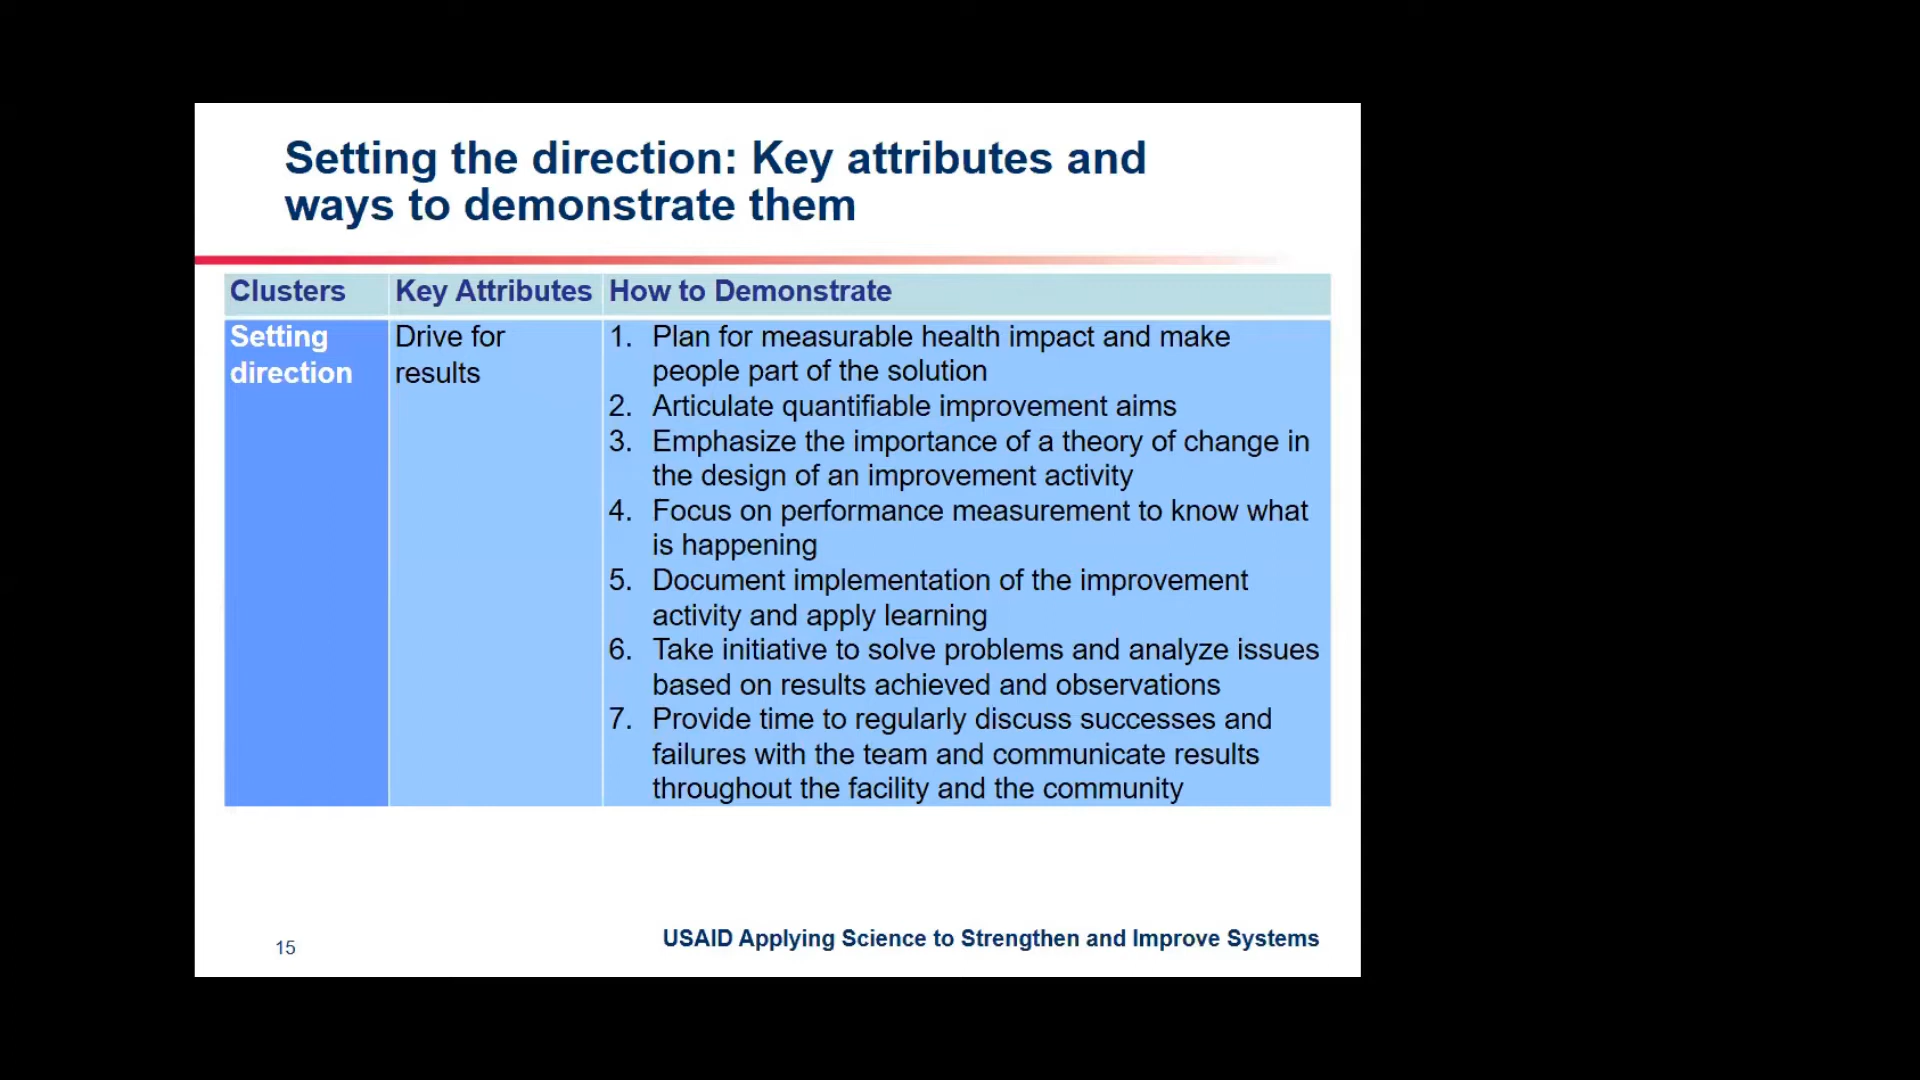 Setting the direction: Key attributes and
ways to demonstrate them
Clusters Key Attributes How to Demonstrate
Setting
direction
Drive for
results
1. Plan for measurable health impact and make
people part of the solution
2. Articulate quantifiable improvement aims
3. Emphasize the importance of a theory of change in
the design of an improvement activity
4. Focus on performance measurement to know what
is happening
5. Document implementation of the improvement
activity and apply learning
6. Take initiative to solve problems and analyze issues
based on results achieved and observations
7. Provide time to regularly discuss successes and
failures with the team and communicate results
throughout the facility and the community
15
USAID Applying Science to Strengthen and Improve Systems